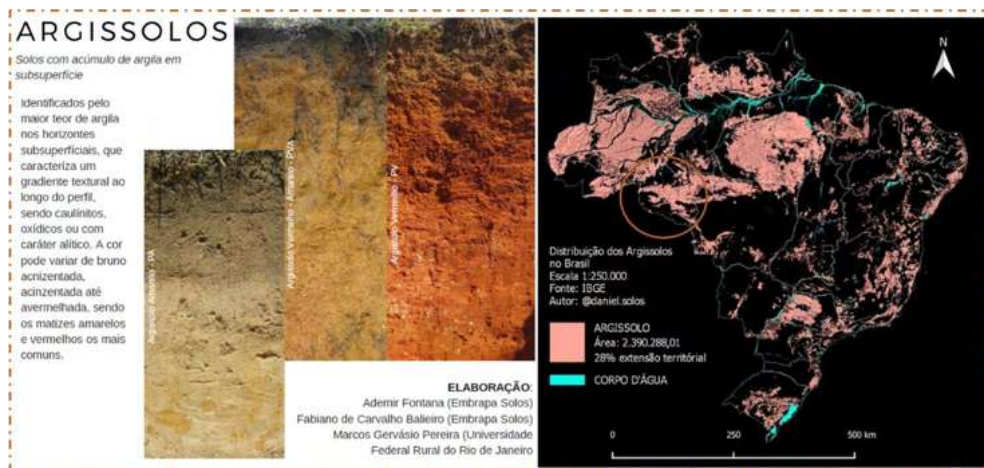 ARGISSOLOS
Solos com acúmulo de argila em
subsuperfície
Identificados pelo
maior teor de argila
nos horizontes
subsuperfíciais, que
caracteriza um
gradiente textural ao
longo do perfil,
sendo caulínitos,
oxídicos ou com
caráter alítico. A cor
pode variar de bruno
acnizentada,
acinzentada até
avermelhada, sendo
os matizes amarelos
e vermelhos os mais
comuns.
Argissolo Amarelo - PA
Argissolo Vermelho - Amarelo - PVA
Argissolo Vermelho - PV
ELABORAÇÃO:
Ademir Fontana (Embrapa Solos)
Fabiano de Carvalho Balieiro (Embrapa Solos)
Marcos Gervásio Pereira (Universidade
Federal Rural do Rio de Janeiro
N
Distribuição dos Argissolos
no Brasil
Escala 1:250.000
Fonte: IBGE
Autor: @daniel.solos
ARGISSOLO
Área: 2.390.288,01
28% extensão territórial
CORPO D'ÁGUA
0 250 500 km